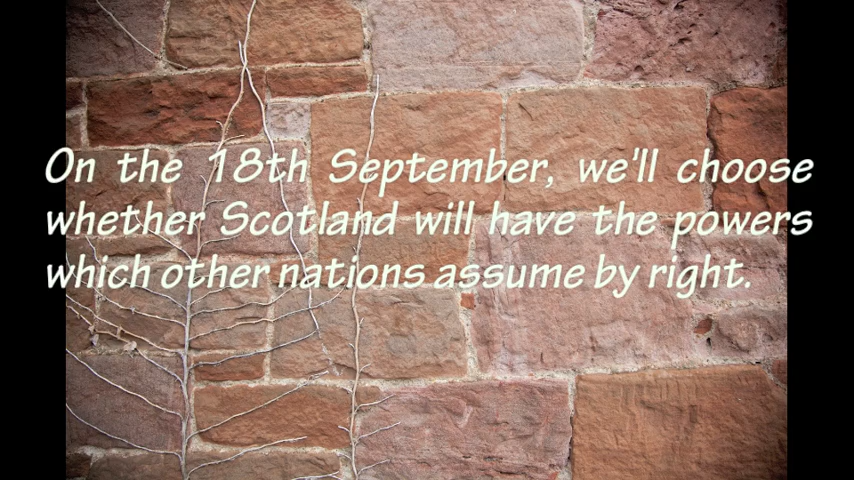 On the 18th September, we'll choose
whether Scotland will have the powers
which other nations assume by right.